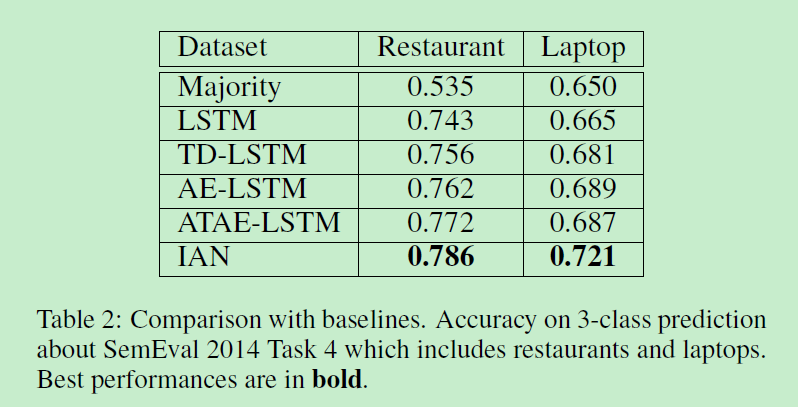 Dataset Restaurant Laptop
Majority 0.535 0.650
LSTM 0.743 0.665
TD-LSTM 0.756 0.681
AE-LSTM 0.762 0.689
ATAE-LSTM 0.772 0.687
IAN 0.786 0.721
Table 2: Comparison with baselines. Accuracy on 3-class prediction
about SemEval 2014 Task 4 which includes restaurants and laptops.
Best performances are in bold.